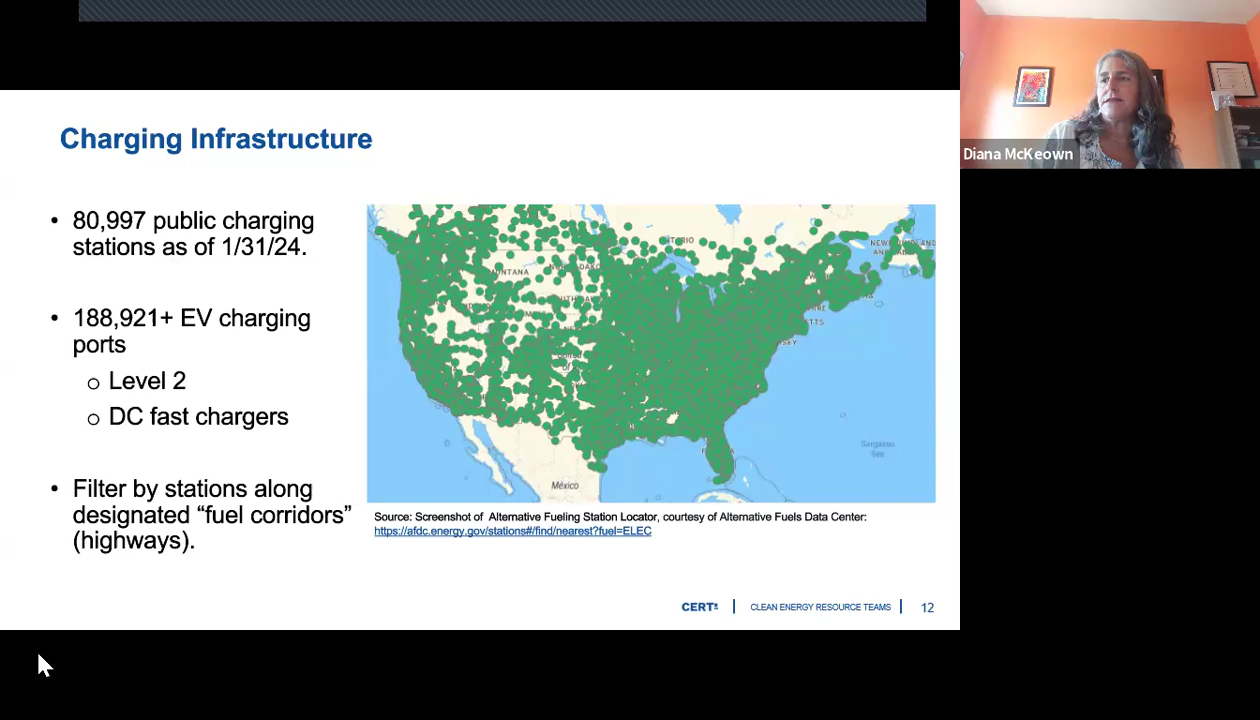 Charging Infrastructure
• 80,997 public charging
stations as of 1/31/24.
• 188,921+ EV charging
ports
o Level 2
o DC fast chargers
• Filter by stations along
designated “fuel corridors”
(highways).
México
Sargasso
Sea
Source: Screenshot of Alternative Fueling Station Locator, courtesy of Alternative Fuels Data Center:
https://afdc.energy.gov/stations#/find/nearest?fuel=ELEC
CERTs | CLEAN ENERGY RESOURCE TEAMS | 12
Diana McKeown